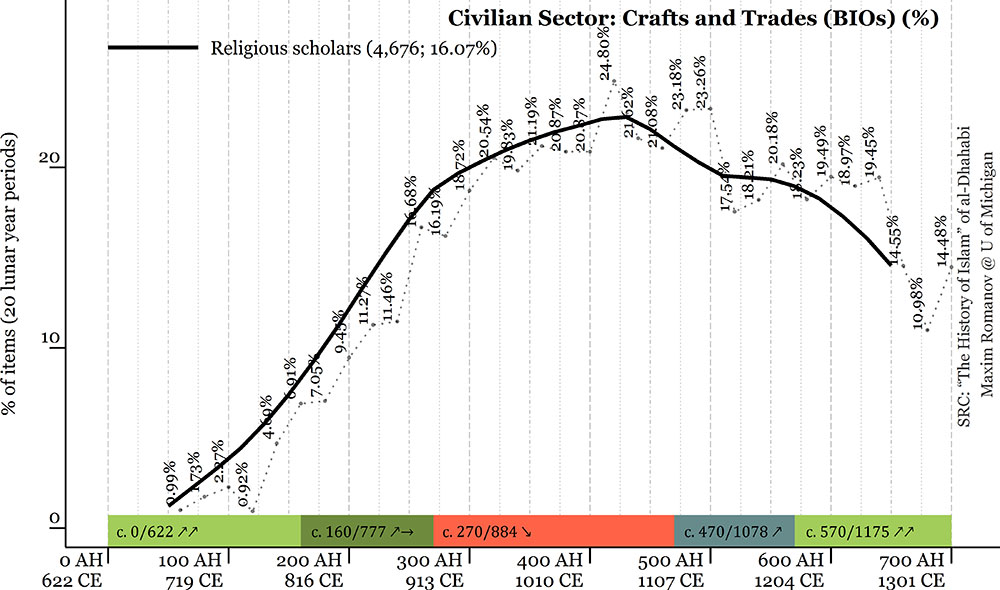 Civilian Sector: Crafts and Trades (BIOs) (%)
Religious scholars (4,676; 16.07%)
% of items (20 lunar year periods)
20
10
0
0.99%
1.73%
2.27%
0.92%
4.69%
6.91%
7.05%
9.45%
11.27%
11.46%
16.68%
16.19%
18.72%
20.54%
19.83%
21.19%
20.87%
20.87%
24.80%
21.62%
21.08%
23.18%
23.26%
17.54%
18.21%
20.18%
18.23%
19.49%
18.97%
19.45%
14.55%
10.98%
14.48%
c. 0/622 ↗↗
c. 160/777 ↗→
c. 270/884 ↘
c. 470/1078 ↗
c. 570/1175 ↗↗
0 AH
622 CE
100 AH
719 CE
200 AH
816 CE
300 AH
913 CE
400 AH
1010 CE
500 AH
1107 CE
600 AH
1204 CE
700 AH
1301 CE
SRC: “The History of Islam” of al-Dhahabi
Maxim Romanov @ U of Michigan